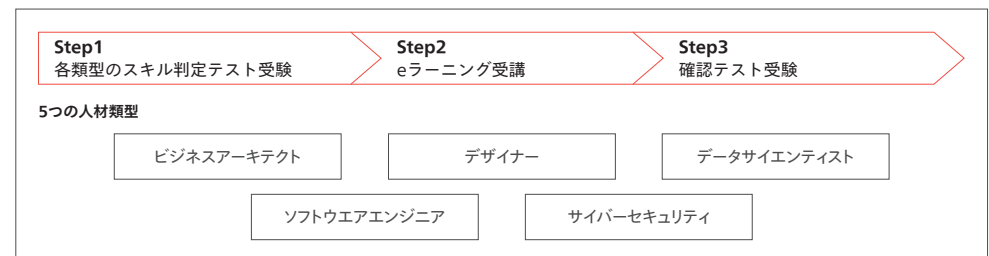 Step1
各類型のスキル判定テスト受験
Step2
eラーニング受講
Step3
確認テスト受験
5つの人材類型
ビジネスアーキテクト
デザイナー
データサイエンティスト
ソフトウエアエンジニア
サイバーセキュリティ